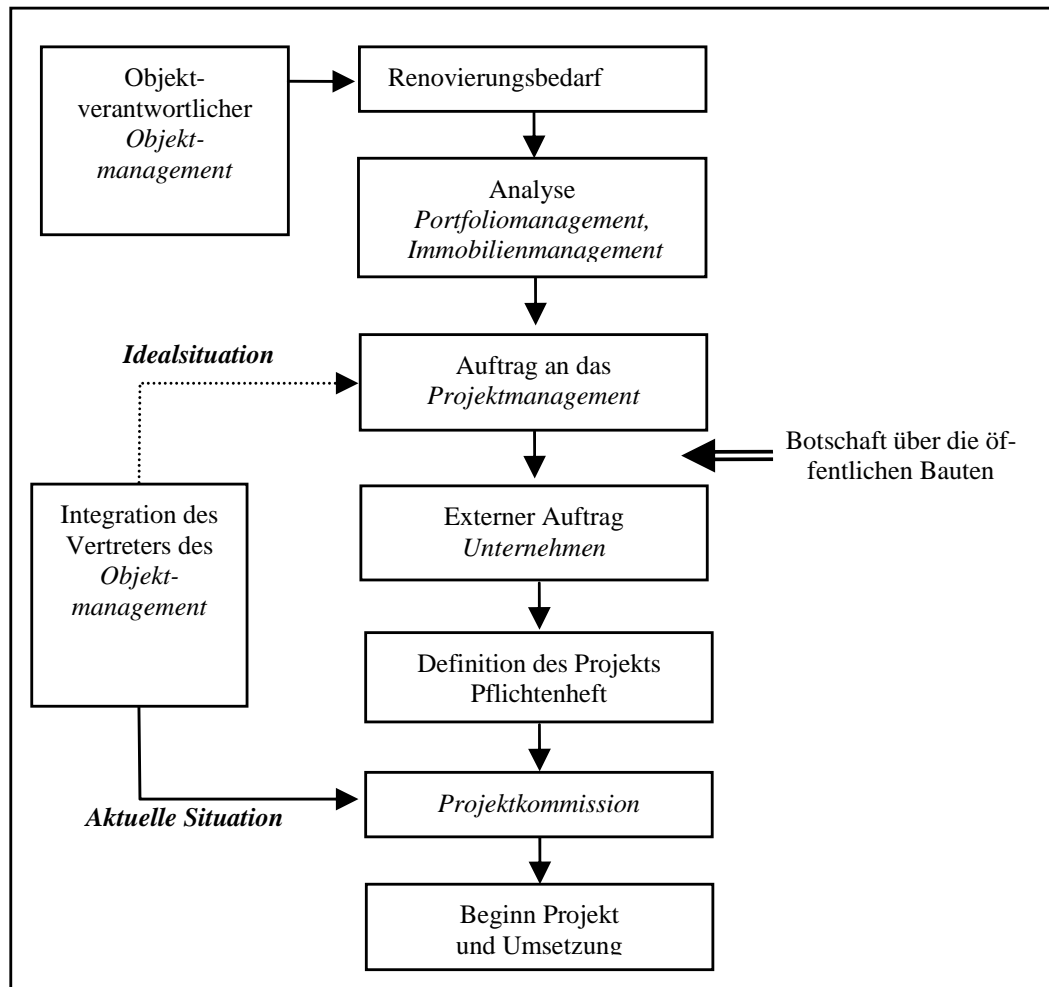 Objekt-
verantwortlicher
Objekt-
management
Renovierungsbedarf
Analyse
Portfoliomanagement,
Immobilienmanagement
Idealsituation
Auftrag an das
Projektmanagement
Botschaft über die öf-
fentlichen Bauten
Integration des
Vertreters des
Objekt-
management
Externer Auftrag
Unternehmen
Definition des Projekts
Pflichtenheft
Aktuelle Situation
Projektkommission
Beginn Projekt
und Umsetzung